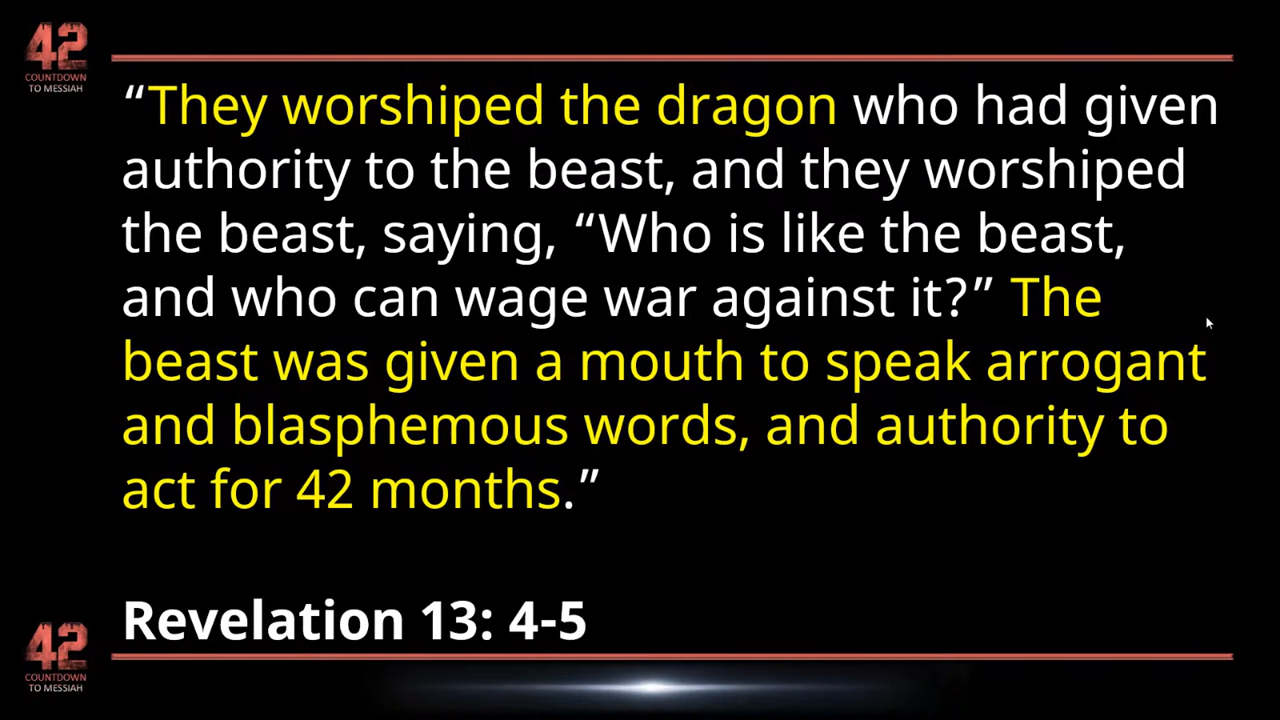 42
COUNTDOWN
TO MESSIAH
“They worshiped the dragon who had given
authority to the beast, and they worshiped
the beast, saying, “Who is like the beast,
and who can wage war against it?” The
beast was given a mouth to speak arrogant
and blasphemous words, and authority to
act for 42 months.”
Revelation 13: 4-5
42
COUNTDOWN
TO MESSIAH